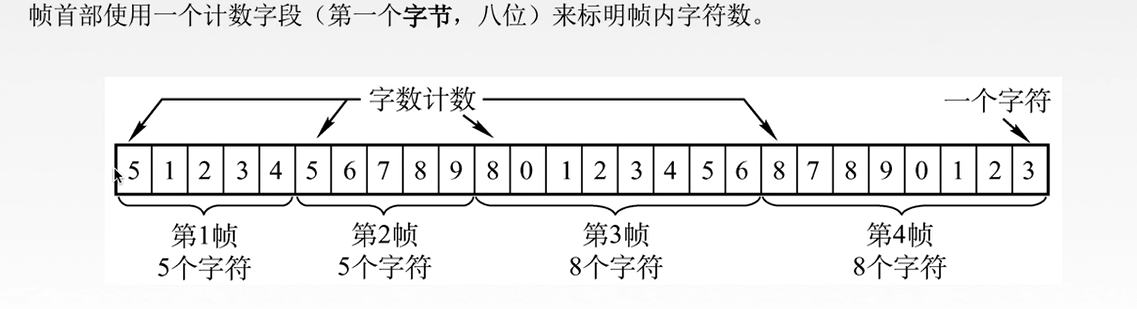 帧首部使用一个计数字段（第一个字节，八位）来标明帧内字符数。
字数计数 一个字符
5 1 2 3 4 5 6 7 8 9 8 0 1 2 3 4 5 6 8 7 8 9 0 1 2 3
第1帧 第2帧 第3帧 第4帧
5个字符 5个字符 8个字符 8个字符